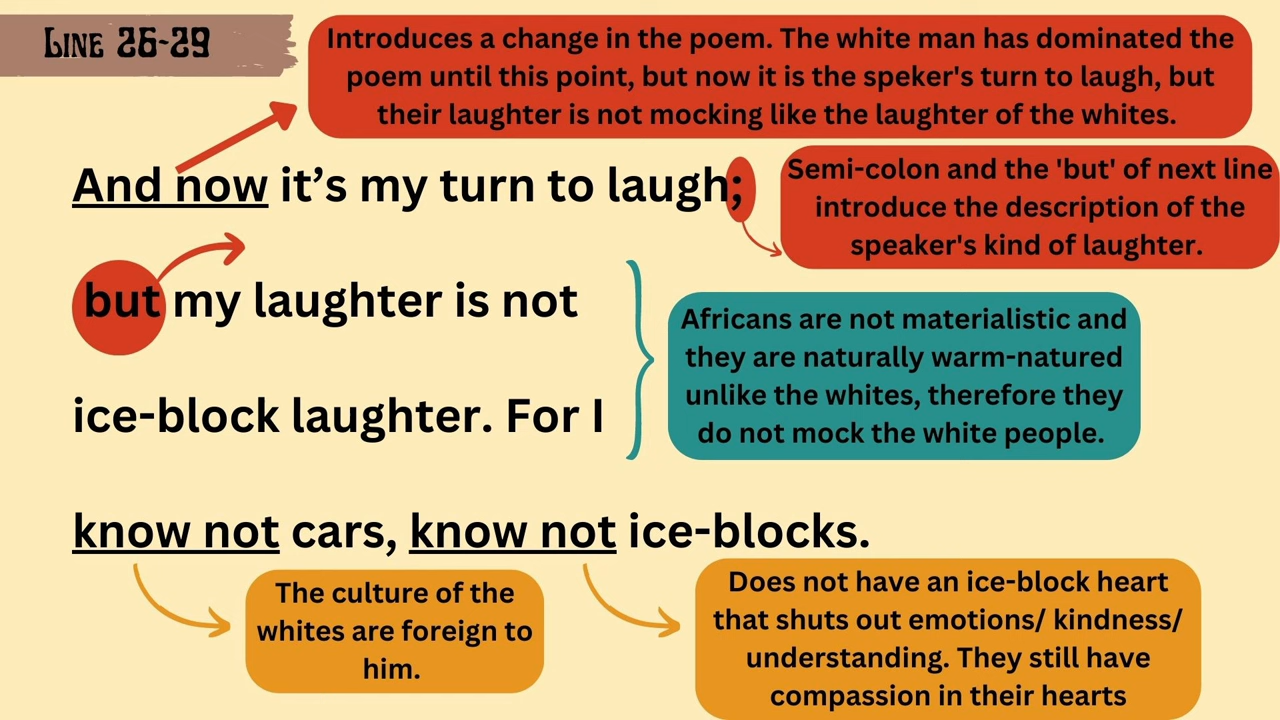 Line 26-29
Introduces a change in the poem. The white man has dominated the
poem until this point, but now it is the speker's turn to laugh, but
their laughter is not mocking like the laughter of the whites.
And now it’s my turn to laugh;
Semi-colon and the 'but' of next line
introduce the description of the
speaker's kind of laughter.
but my laughter is not
ice-block laughter. For I
Africans are not materialistic and
they are naturally warm-natured
unlike the whites, therefore they
do not mock the white people.
know not cars, know not ice-blocks.
The culture of the
whites are foreign to
him.
Does not have an ice-block heart
that shuts out emotions/ kindness/
understanding. They still have
compassion in their hearts